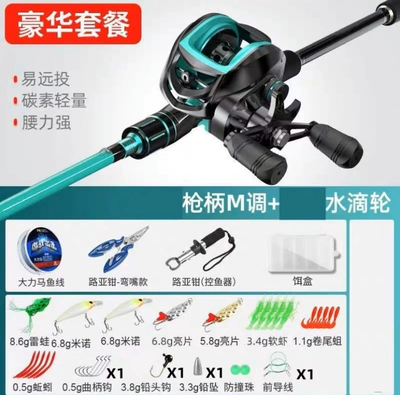 豪华套餐
易远投
碳素轻量
腰力强
枪柄M调+ 水滴轮
大力马鱼线 路亚钳-弯嘴款 路亚钳(控鱼器) 饵盒
8.6g雷蛙 6.8g米诺 6.8g米诺 6.8g亮片 5.8g亮片 3.4g软虾 1.1g卷尾蛆
X1 X1 X1
0.5g蚯蚓 0.5g曲柄钩 3.8g铅头钩 3.3g铅坠 防撞珠 前导线